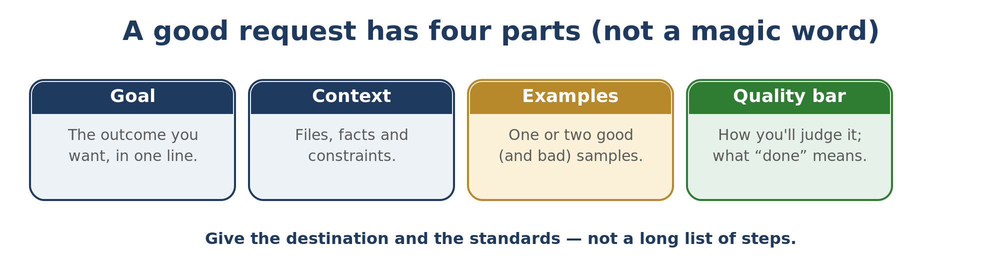 A good request has four parts (not a magic word)
Goal
The outcome you
want, in one line.
Context
Files, facts and
constraints.
Examples
One or two good
(and bad) samples.
Quality bar
How you'll judge it;
what “done” means.
Give the destination and the standards — not a long list of steps.